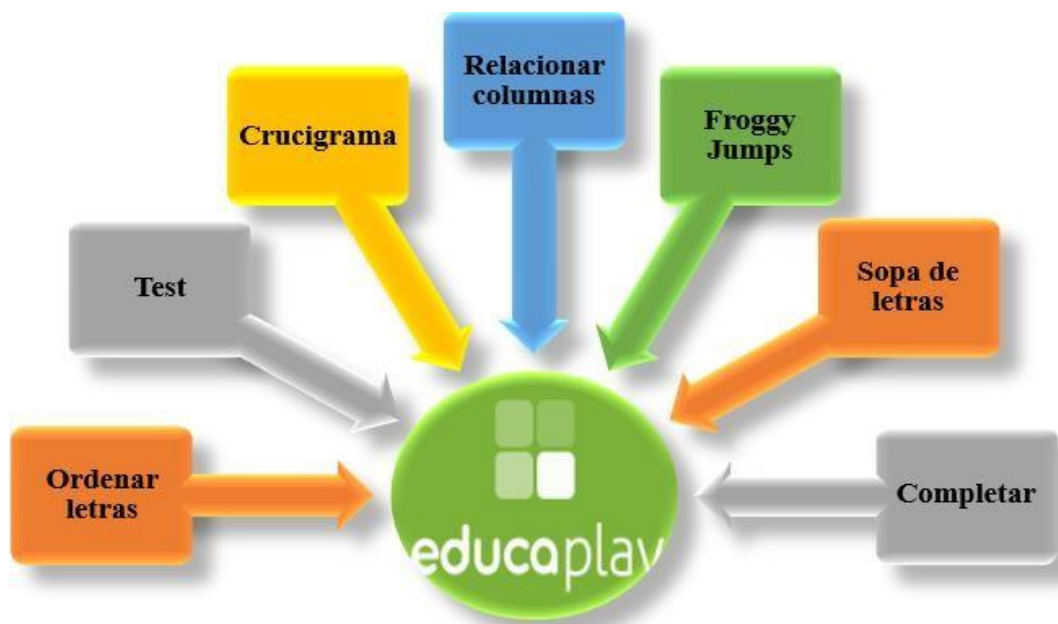 Relacionar
columnas
Crucigrama
Froggy
Jumps
Test
Sopa de
letras
Ordenar
letras
Completar
educaplay